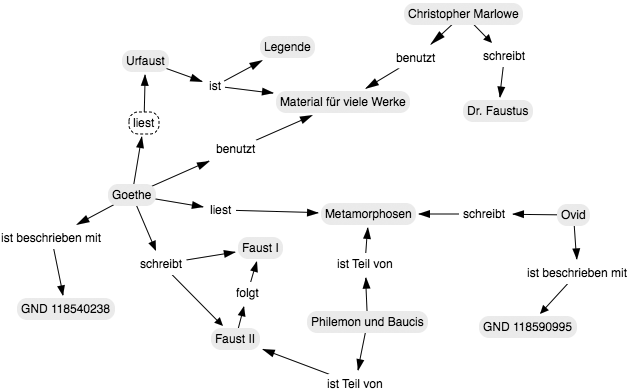 Christopher Marlowe
Legende
Urfaust
benutzt
schreibt
ist
Material für viele Werke
Dr. Faustus
liest
benutzt
Goethe
liest
Metamorphosen
schreibt
Ovid
ist beschrieben mit
Faust I
schreibt
ist Teil von
ist beschrieben mit
folgt
GND 118540238
Philemon und Baucis
GND 118590995
Faust II
ist Teil von